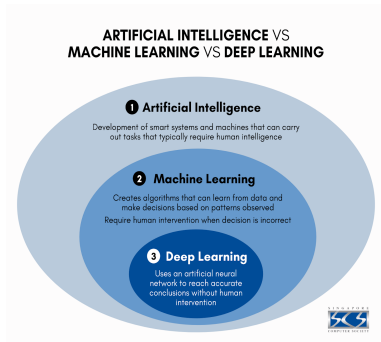 ARTIFICIAL INTELLIGENCE VS
MACHINE LEARNING VS DEEP LEARNING
1 Artificial Intelligence
Development of smart systems and machines that can carry
out tasks that typically require human intelligence
2 Machine Learning
Creates algorithms that can learn from data and
make decisions based on patterns observed
Require human intervention when decision is incorrect
3 Deep Learning
Uses an artificial neural
network to reach accurate
conclusions without human
intervention
SINGAPORE
SCS
COMPUTER SOCIETY